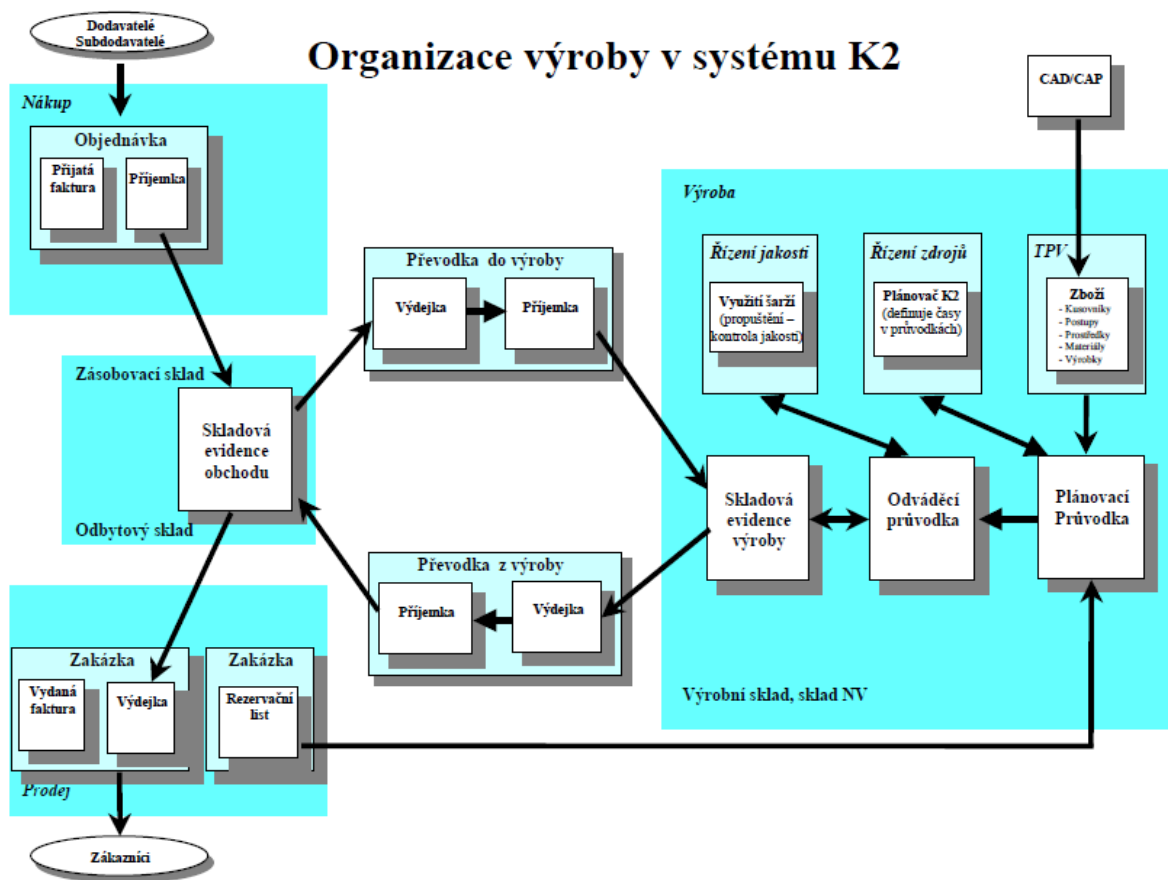 Dodavatelé
Subdodavatelé
Organizace výroby v systému K2
CAD/CAP
Nákup
Objednávka
Přijatá
faktura
Příjemka
Výroba
Převodka do výroby
Výdejka
Příjemka
Řízení jakosti
Využití šarží
(propuštění –
kontrola jakosti)
Řízení zdrojů
Plánovač K2
(definuje časy
v průvodkách)
TPV
Zboží
- Kusovníky
- Postupy
- Prostředky
- Materiály
- Výrobky
Zásobovací sklad
Skladová
evidence
obchodu
Odbytový sklad
Skladová
evidence
výroby
Odváděcí
průvodka
Plánovací
Průvodka
Převodka z výroby
Příjemka
Výdejka
Zakázka
Vydaná
faktura
Výdejka
Zakázka
Rezervační
list
Výrobní sklad, sklad NV
Prodej
Zákazníci